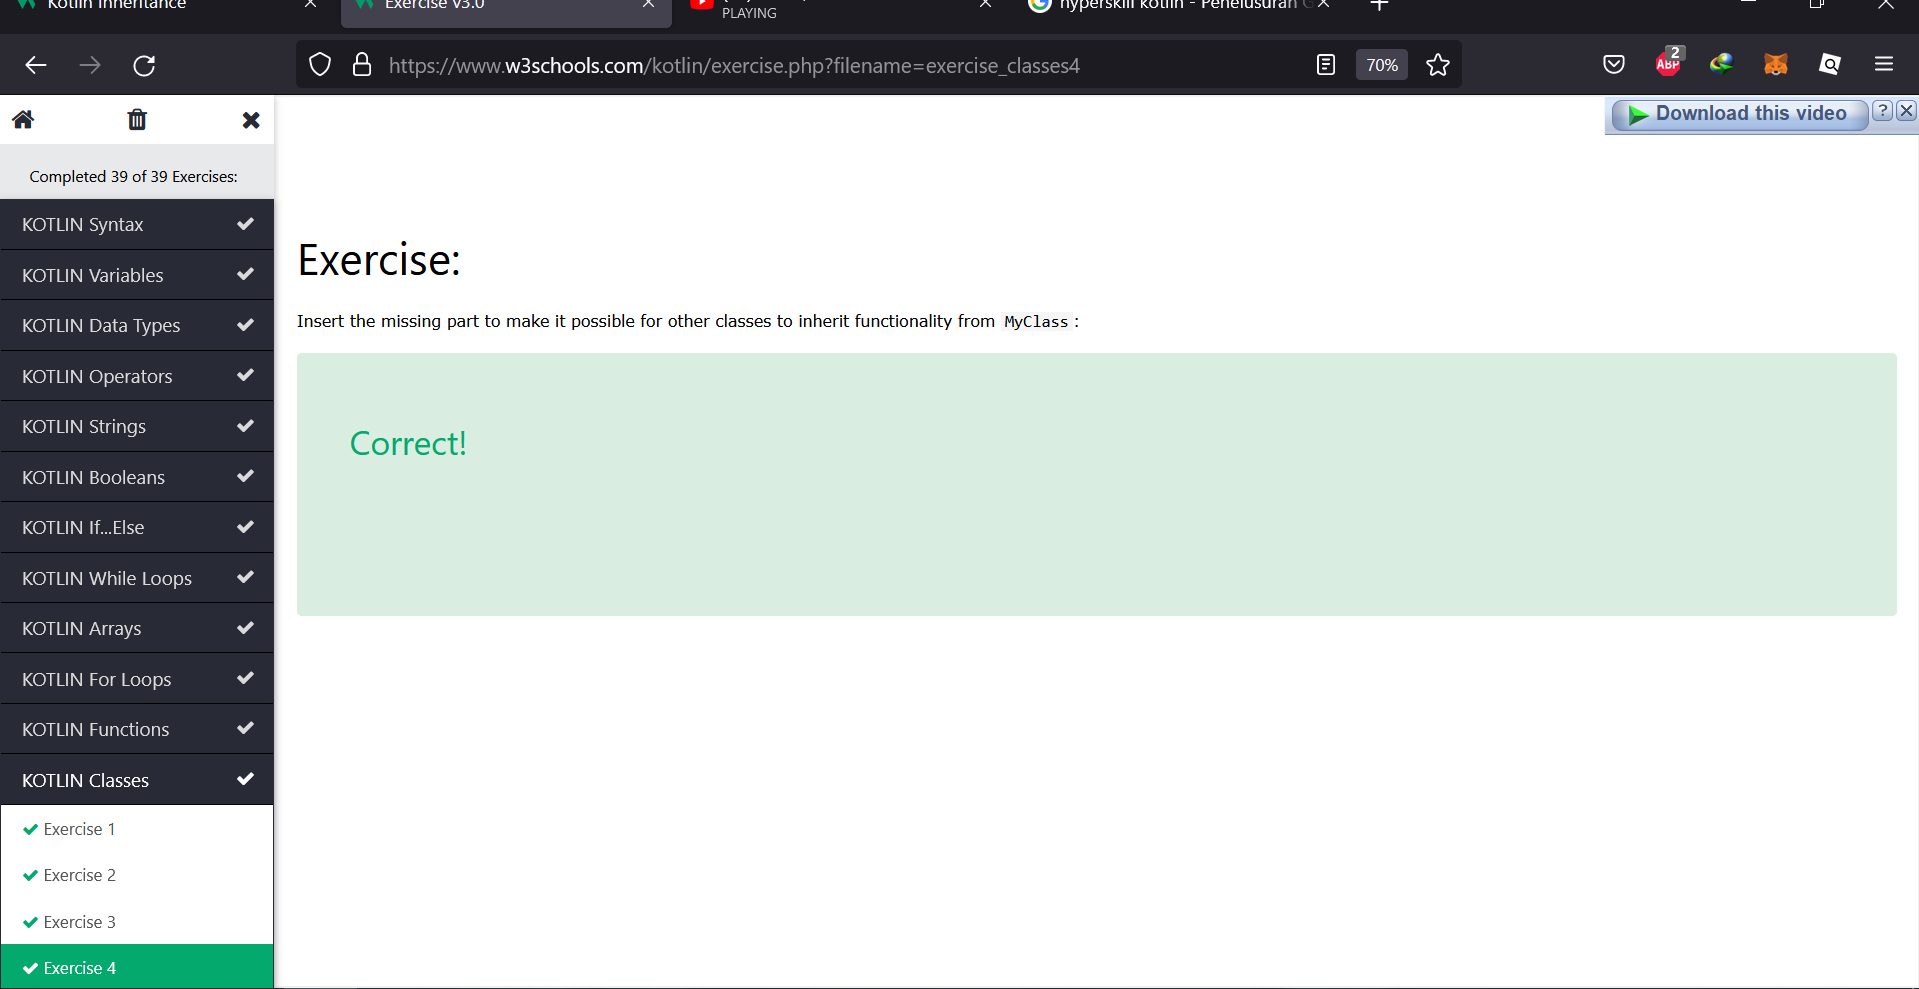 Kotlin Inheritance
Exercise v3.0
PLAYING
hyperskill kotlin - Penelusuran
https://www.w3schools.com/kotlin/exercise.php?filename=exercise_classes4
70%
ABP
2
Download this video
?
Completed 39 of 39 Exercises:
KOTLIN Syntax
KOTLIN Variables
KOTLIN Data Types
KOTLIN Operators
KOTLIN Strings
KOTLIN Booleans
KOTLIN If...Else
KOTLIN While Loops
KOTLIN Arrays
KOTLIN For Loops
KOTLIN Functions
KOTLIN Classes
Exercise 1
Exercise 2
Exercise 3
Exercise 4
Exercise:
Insert the missing part to make it possible for other classes to inherit functionality from MyClass:
Correct!